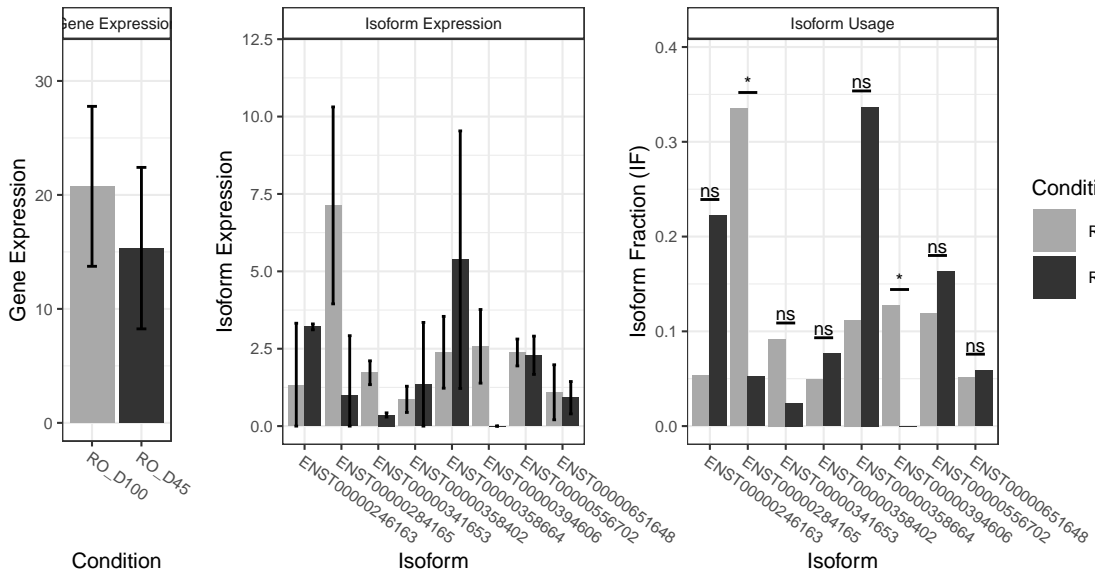 Gene Expression
Isoform Expression
Isoform Usage
Gene Expression
30
20
10
0
RO_D100
RO_D45
Condition
Isoform Expression
12.5
10.0
7.5
5.0
2.5
0.0
ENST00000246163
ENST00000284165
ENST00000341653
ENST00000358402
ENST00000358664
ENST00000394606
ENST00000556702
ENST00000651648
Isoform
Isoform Fraction (IF)
0.4
0.3
0.2
0.1
0.0
ns
*
ns
ns
ns
*
ns
ns
ENST00000246163
ENST00000284165
ENST00000341653
ENST00000358402
ENST00000358664
ENST00000394606
ENST00000556702
ENST00000651648
Isoform
Conditi
R
R